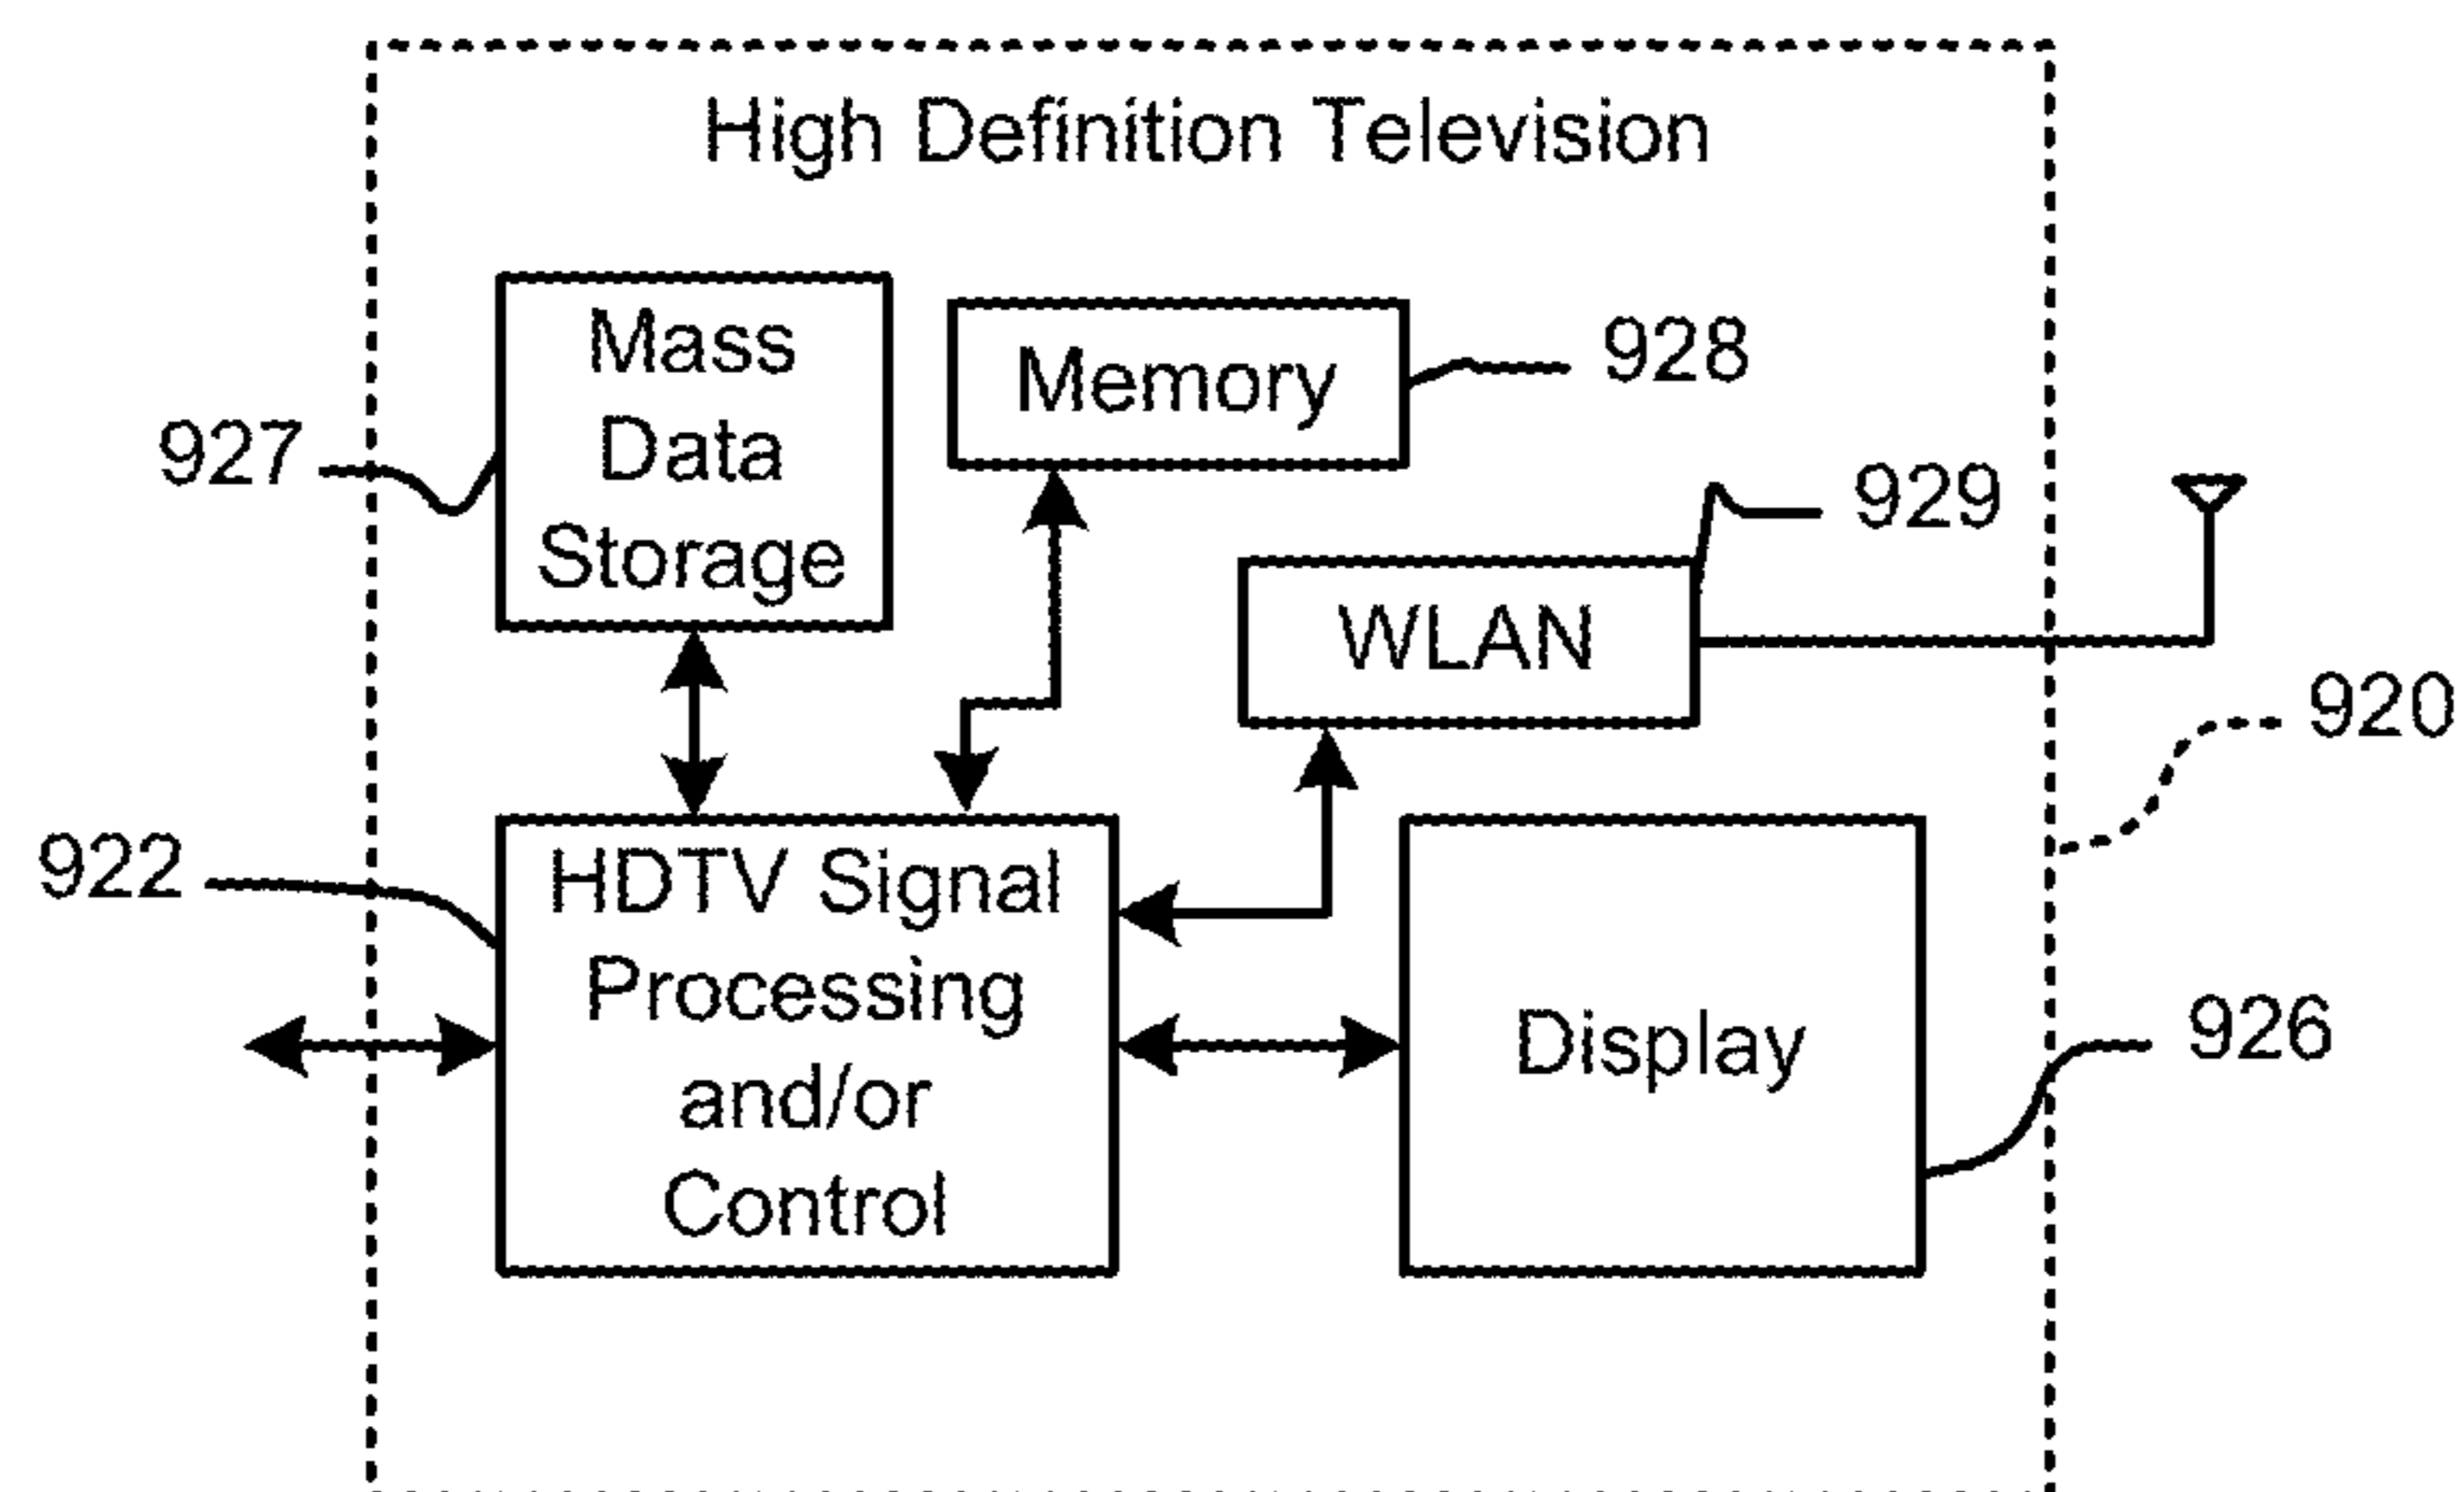 High Definition Television
Mass
Data
Storage
Memory
928
927
929
WLAN
920
922
HDTV Signal
Processing
and/or
Control
Display
926